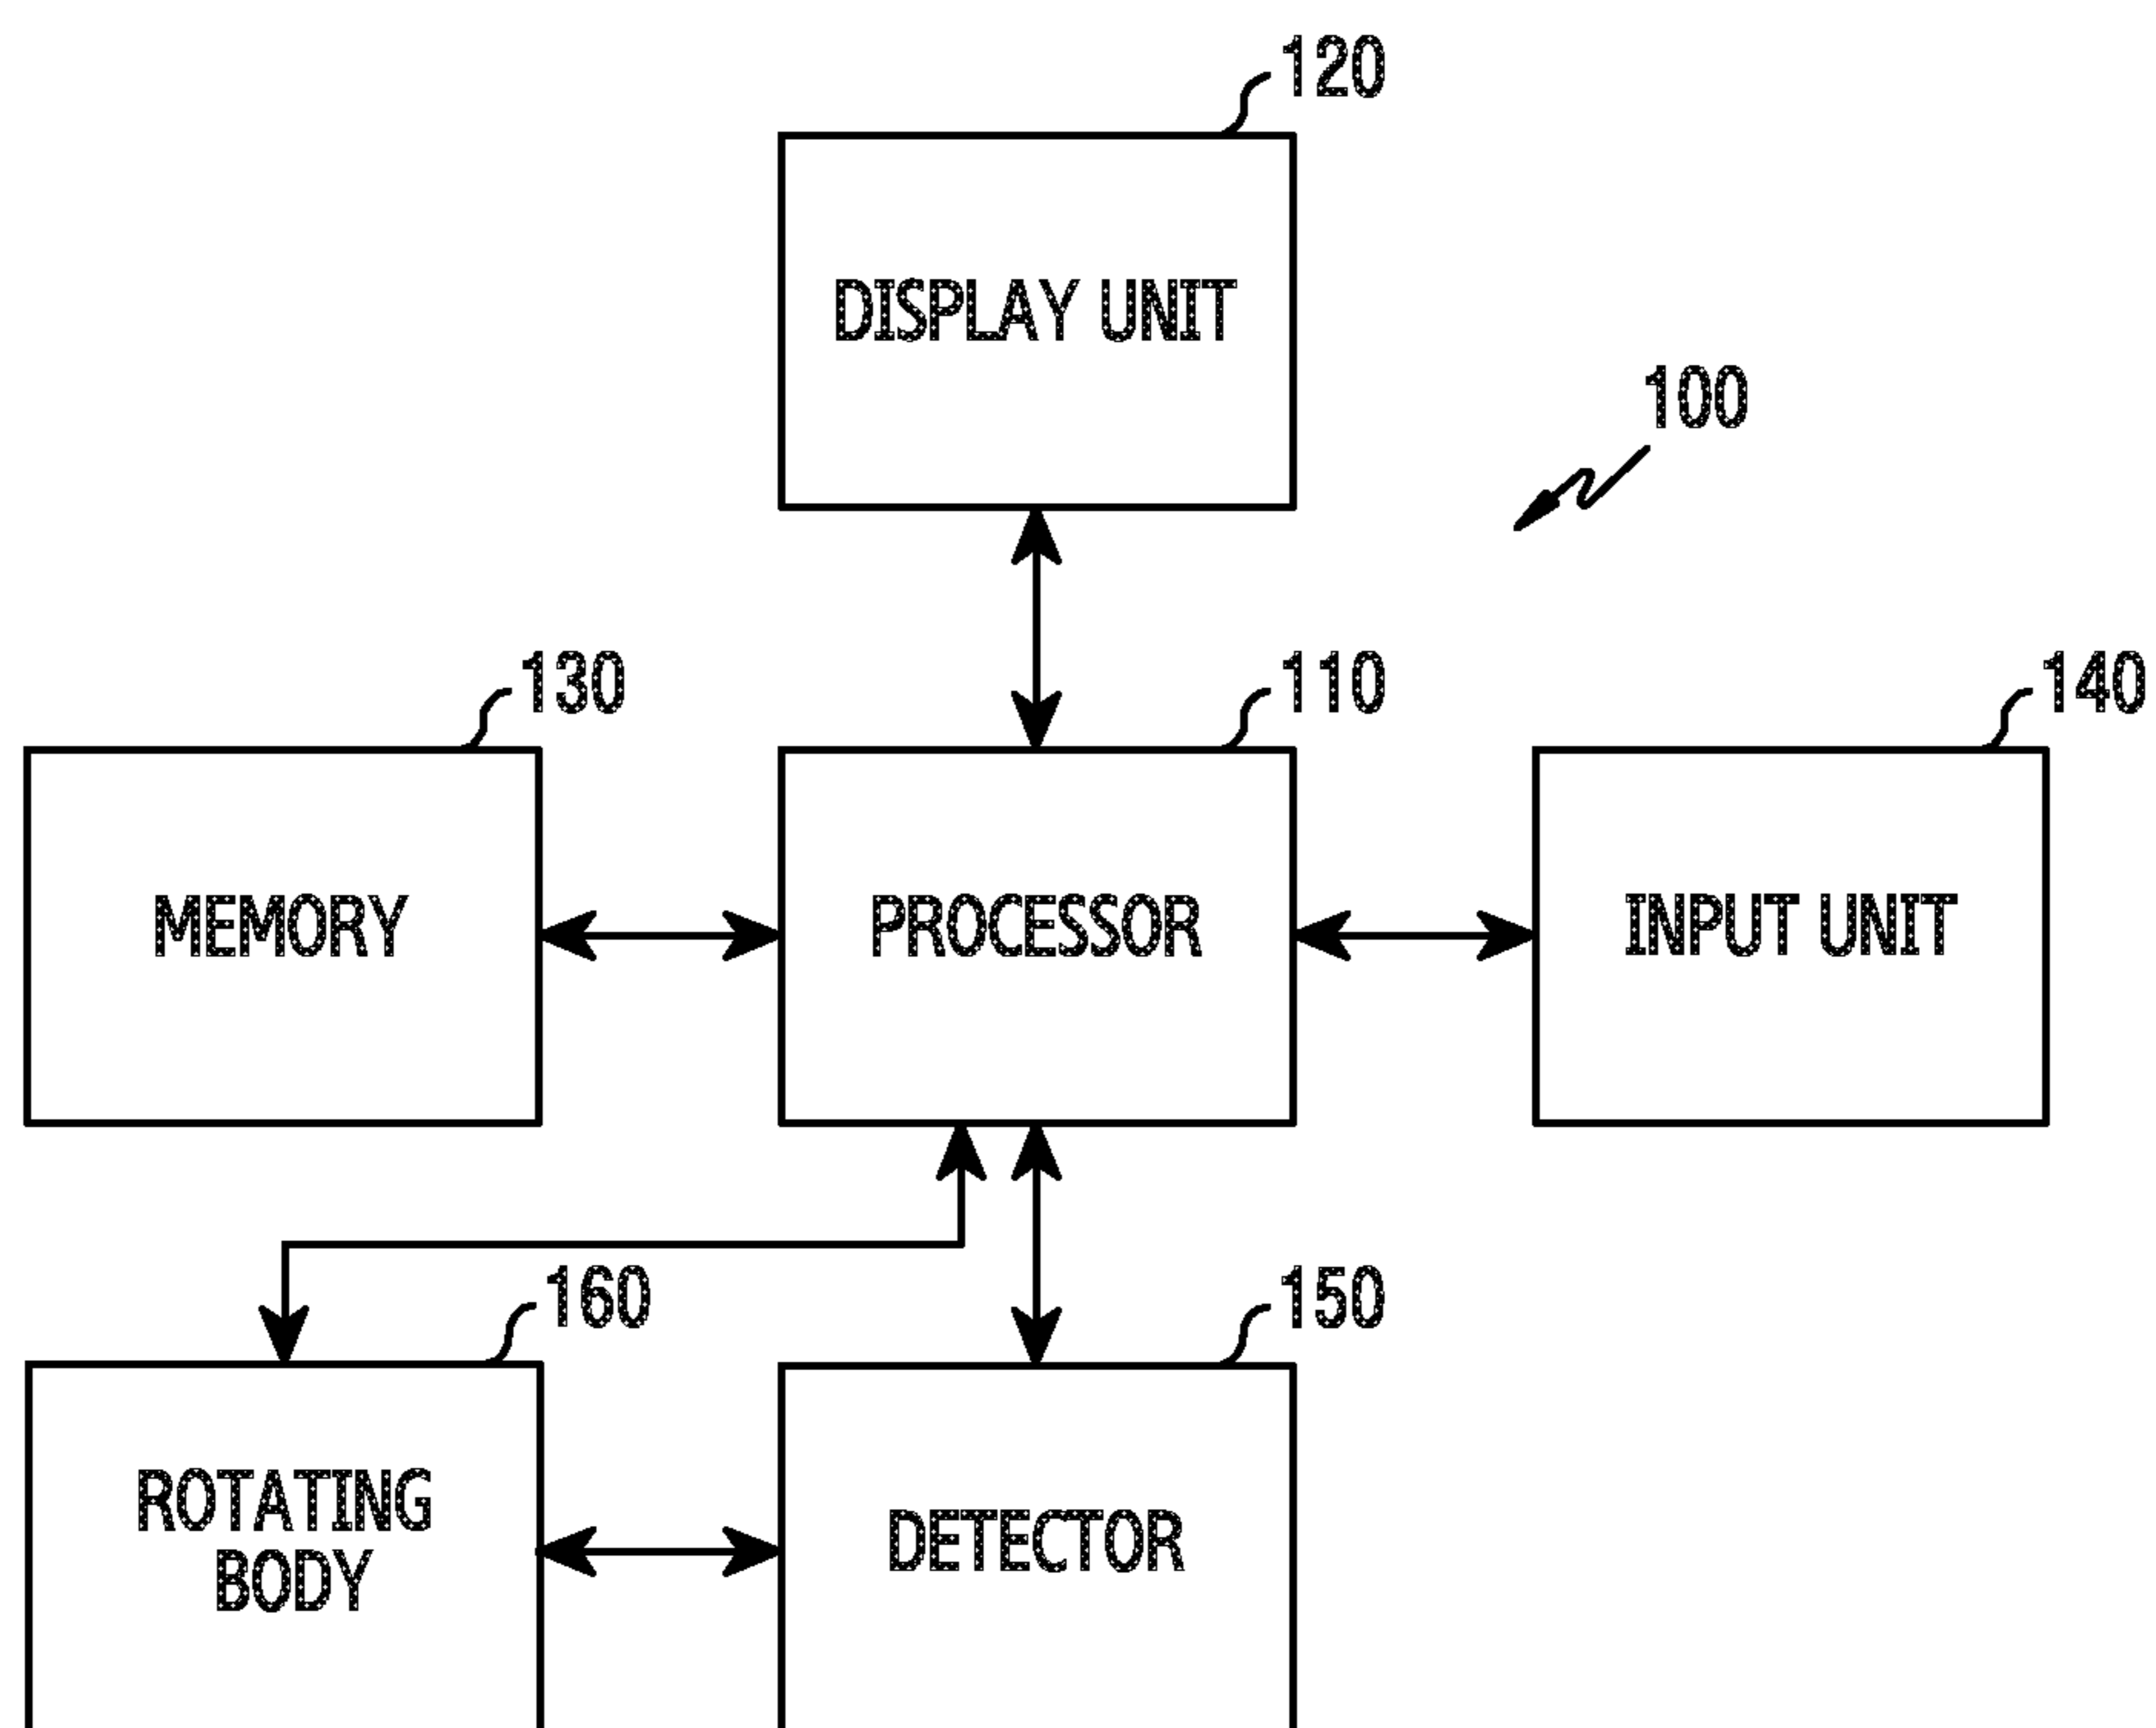 120
DISPLAY UNIT
100
130
110
140
MEMORY
PROCESSOR
INPUT UNIT
160
150
ROTATING
BODY
DETECTOR